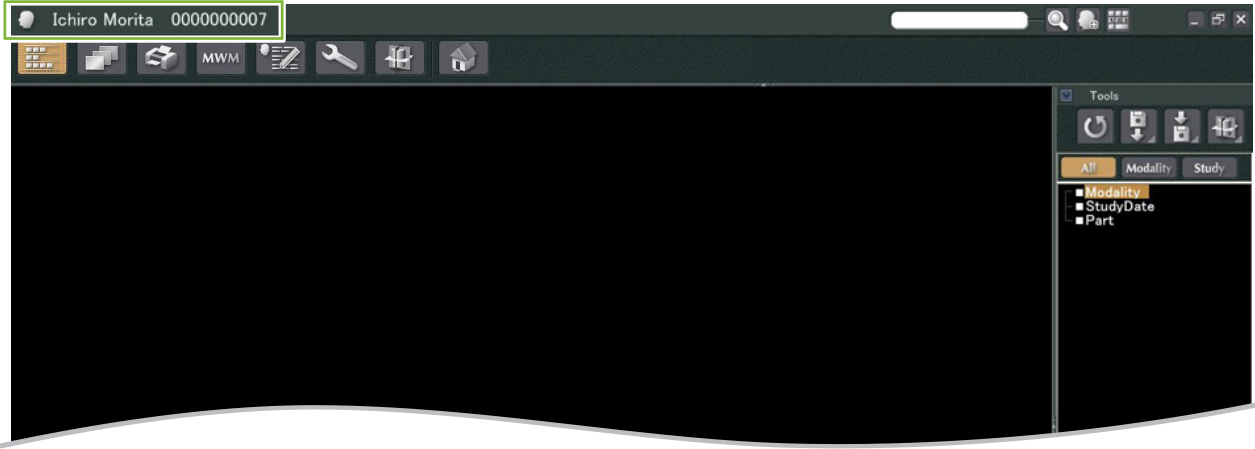 Ichiro Morita 0000000007
MWM
Tools
All Modality Study
Modality
StudyDate
Part